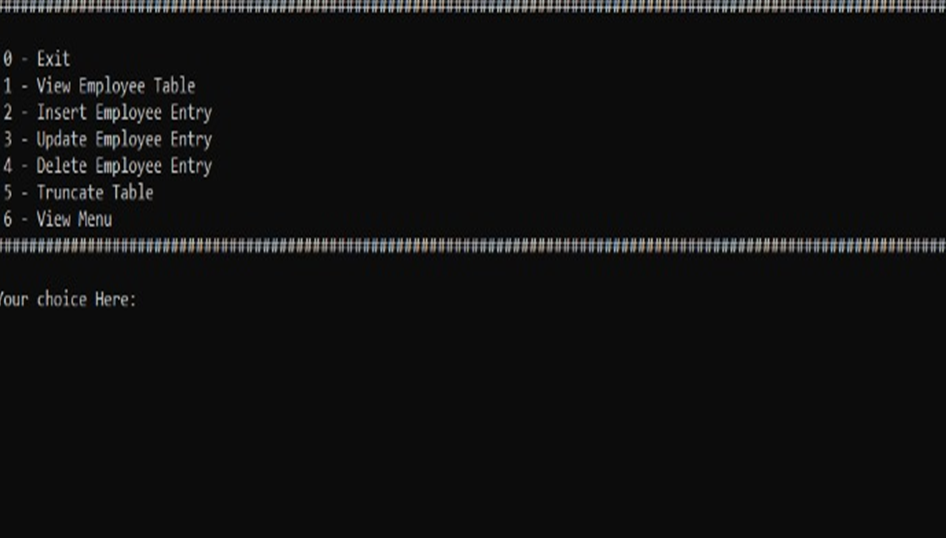 0 - Exit
1 - View Employee Table
2 - Insert Employee Entry
3 - Update Employee Entry
4 - Delete Employee Entry
5 - Truncate Table
6 - View Menu
Your choice Here: